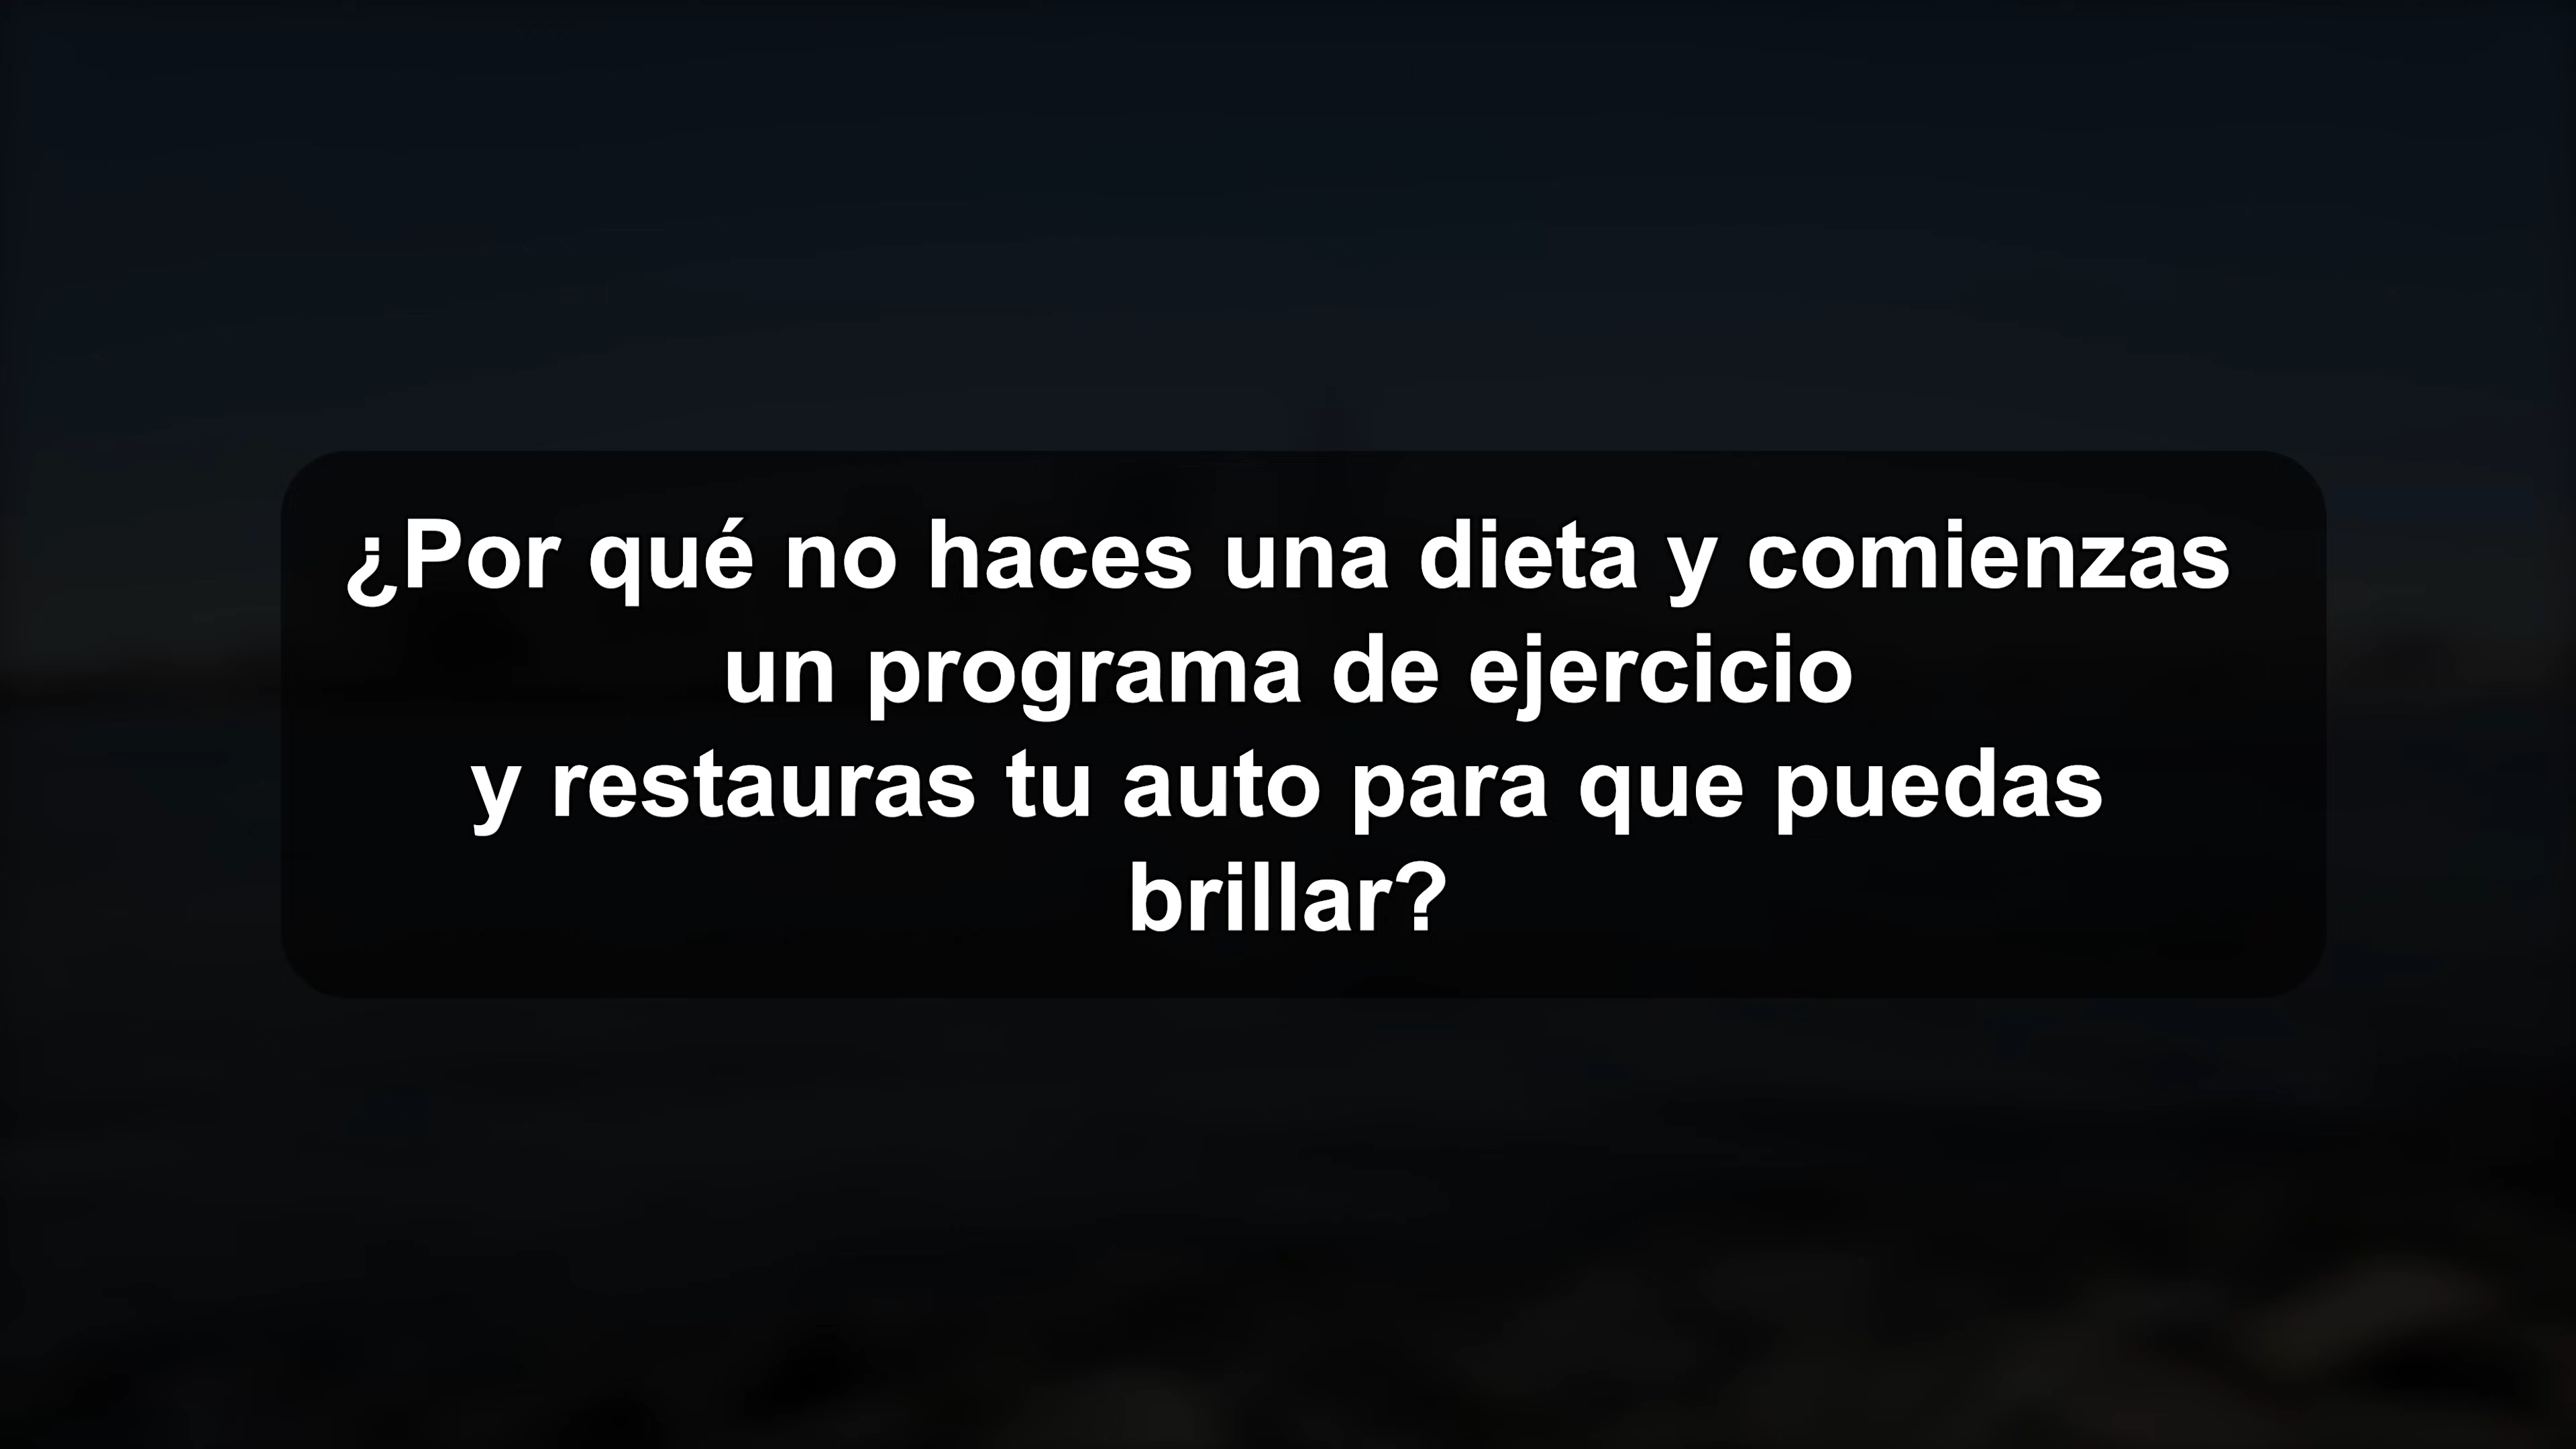 ¿Por qué no haces una dieta y comienzas
un programa de ejercicio
y restauras tu auto para que puedas
brillar?